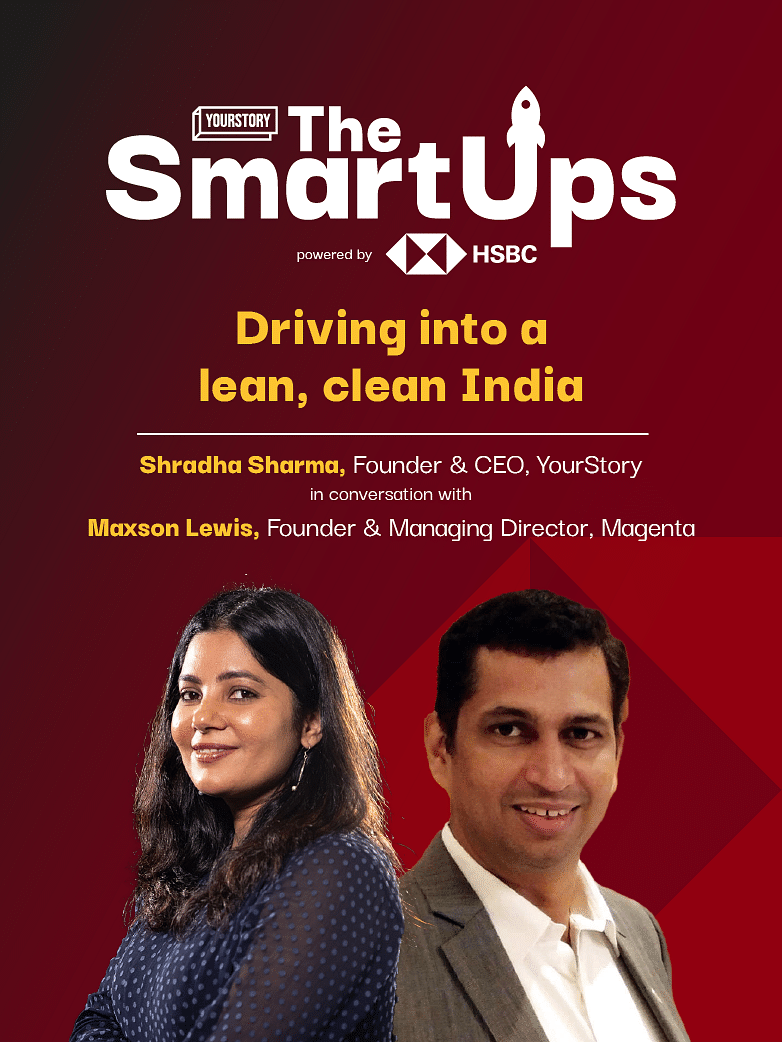 YOURSTORY
The
SmartUps
powered by HSBC
Driving into a
lean, clean India
Shradha Sharma, Founder & CEO, YourStory
in conversation with
Maxson Lewis, Founder & Managing Director, Magenta